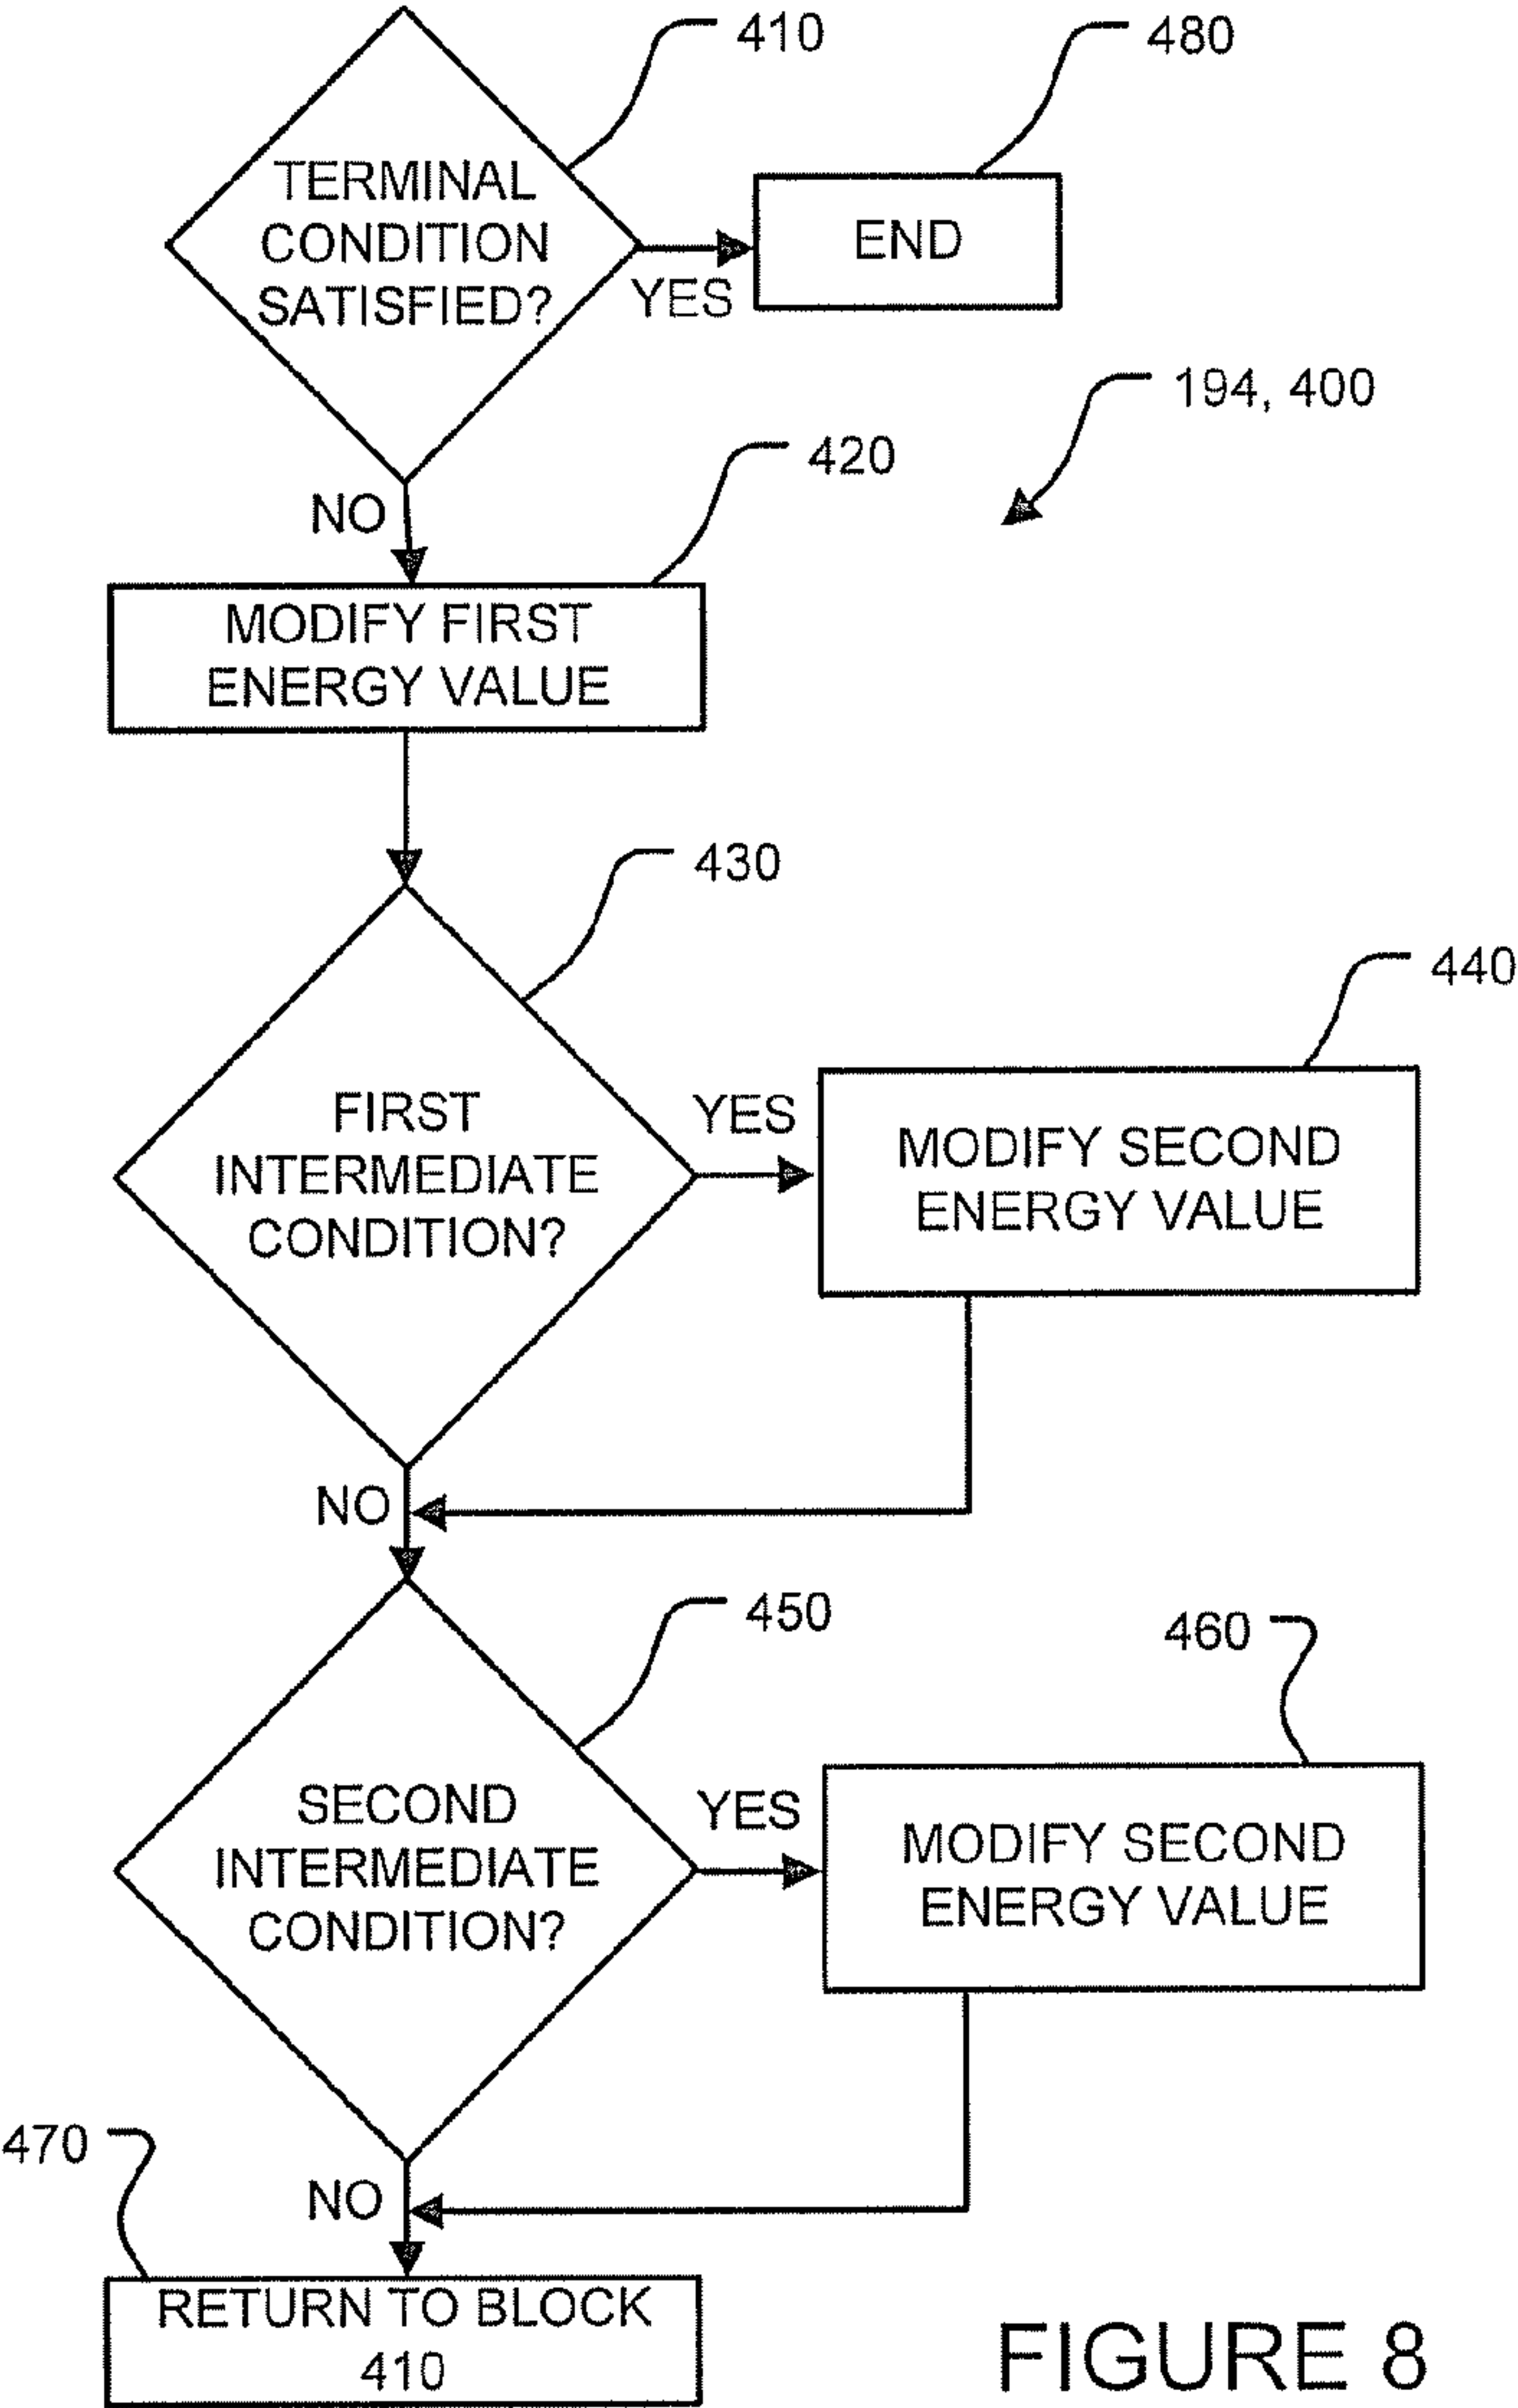 410
480
TERMINAL
CONDITION
SATISFIED?
END
YES
194, 400
420
NO
MODIFY FIRST
ENERGY VALUE
430
440
FIRST
INTERMEDIATE
CONDITION?
YES
MODIFY SECOND
ENERGY VALUE
NO
450
460
SECOND
INTERMEDIATE
CONDITION?
YES
MODIFY SECOND
ENERGY VALUE
470
NO
RETURN TO BLOCK
410
FIGURE 8